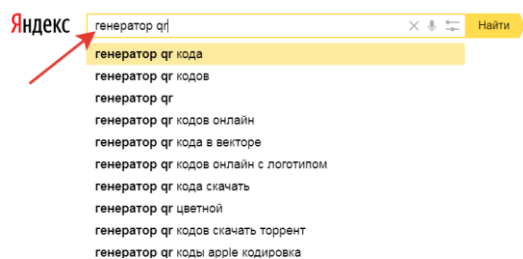 Яндекс генератор qr Найти
генератор qr кода
генератор qr кодов
генератор qr
генератор qr кодов онлайн
генератор qr кода в векторе
генератор qr кодов онлайн с логотипом
генератор qr кода скачать
генератор qr цветной
генератор qr кодов скачать торрент
генератор qr коды apple кодировка